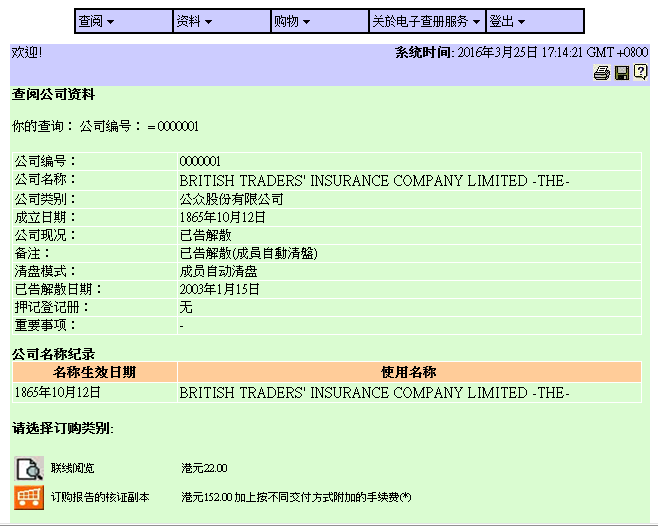 查阅 资料 购物 关於电子查册服务 登出
欢迎! 系统时间: 2016年3月25日 17:14:21 GMT +0800
查阅公司资料
你的查询： 公司编号： = 0000001
公司编号： 0000001
公司名称： BRITISH TRADERS' INSURANCE COMPANY LIMITED -THE-
公司类别： 公众股份有限公司
成立日期： 1865年10月12日
公司现况： 已告解散
备注： 已告解散(成員自動清盤)
清盘模式： 成员自动清盘
已告解散日期： 2003年1月15日
押记登记册： 无
重要事项： -
公司名称纪录
名称生效日期 使用名称
1865年10月12日 BRITISH TRADERS' INSURANCE COMPANY LIMITED -THE-
请选择订购类别:
联线阅览 港元22.00
订购报告的核证副本 港元152.00 加上按不同交付方式附加的手续费(*)